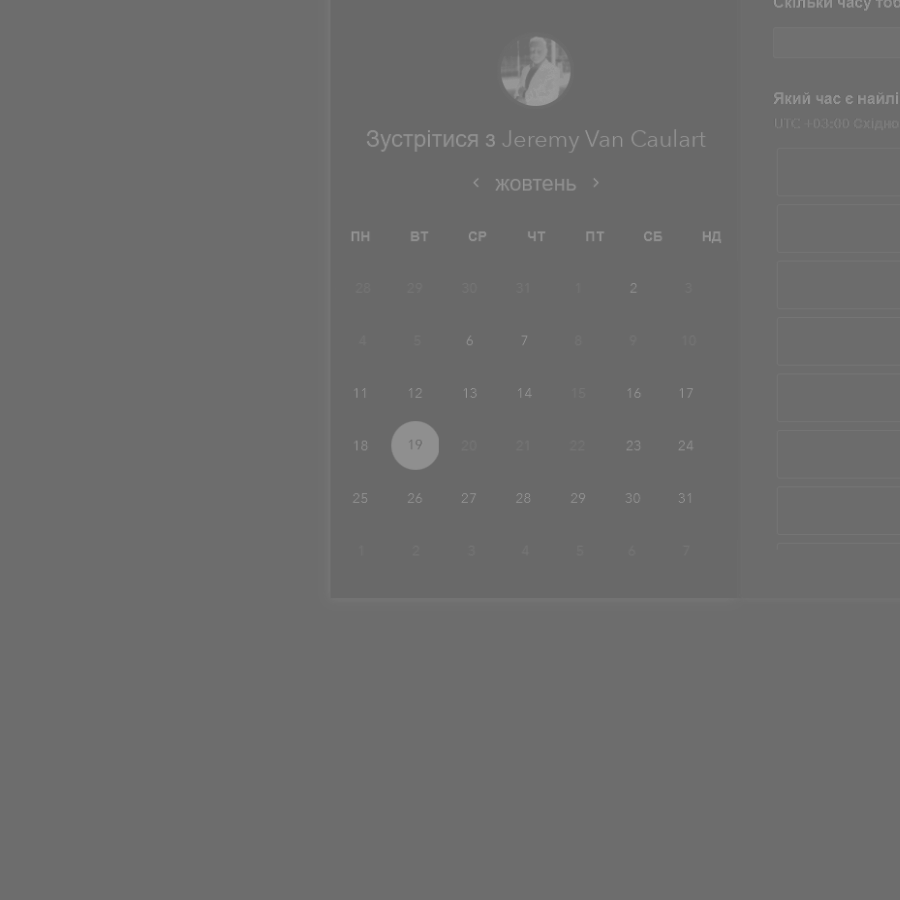 Скільки часу тоб
Зустрітися з Jeremy Van Caulart
‹ жовтень ›
ПН ВТ СР ЧТ ПТ СБ НД
28 29 30 31 1 2 3
4 5 6 7 8 9 10
11 12 13 14 15 16 17
18 19 20 21 22 23 24
25 26 27 28 29 30 31
1 2 3 4 5 6 7
Який час є найлі
UTC +03:00 Східно